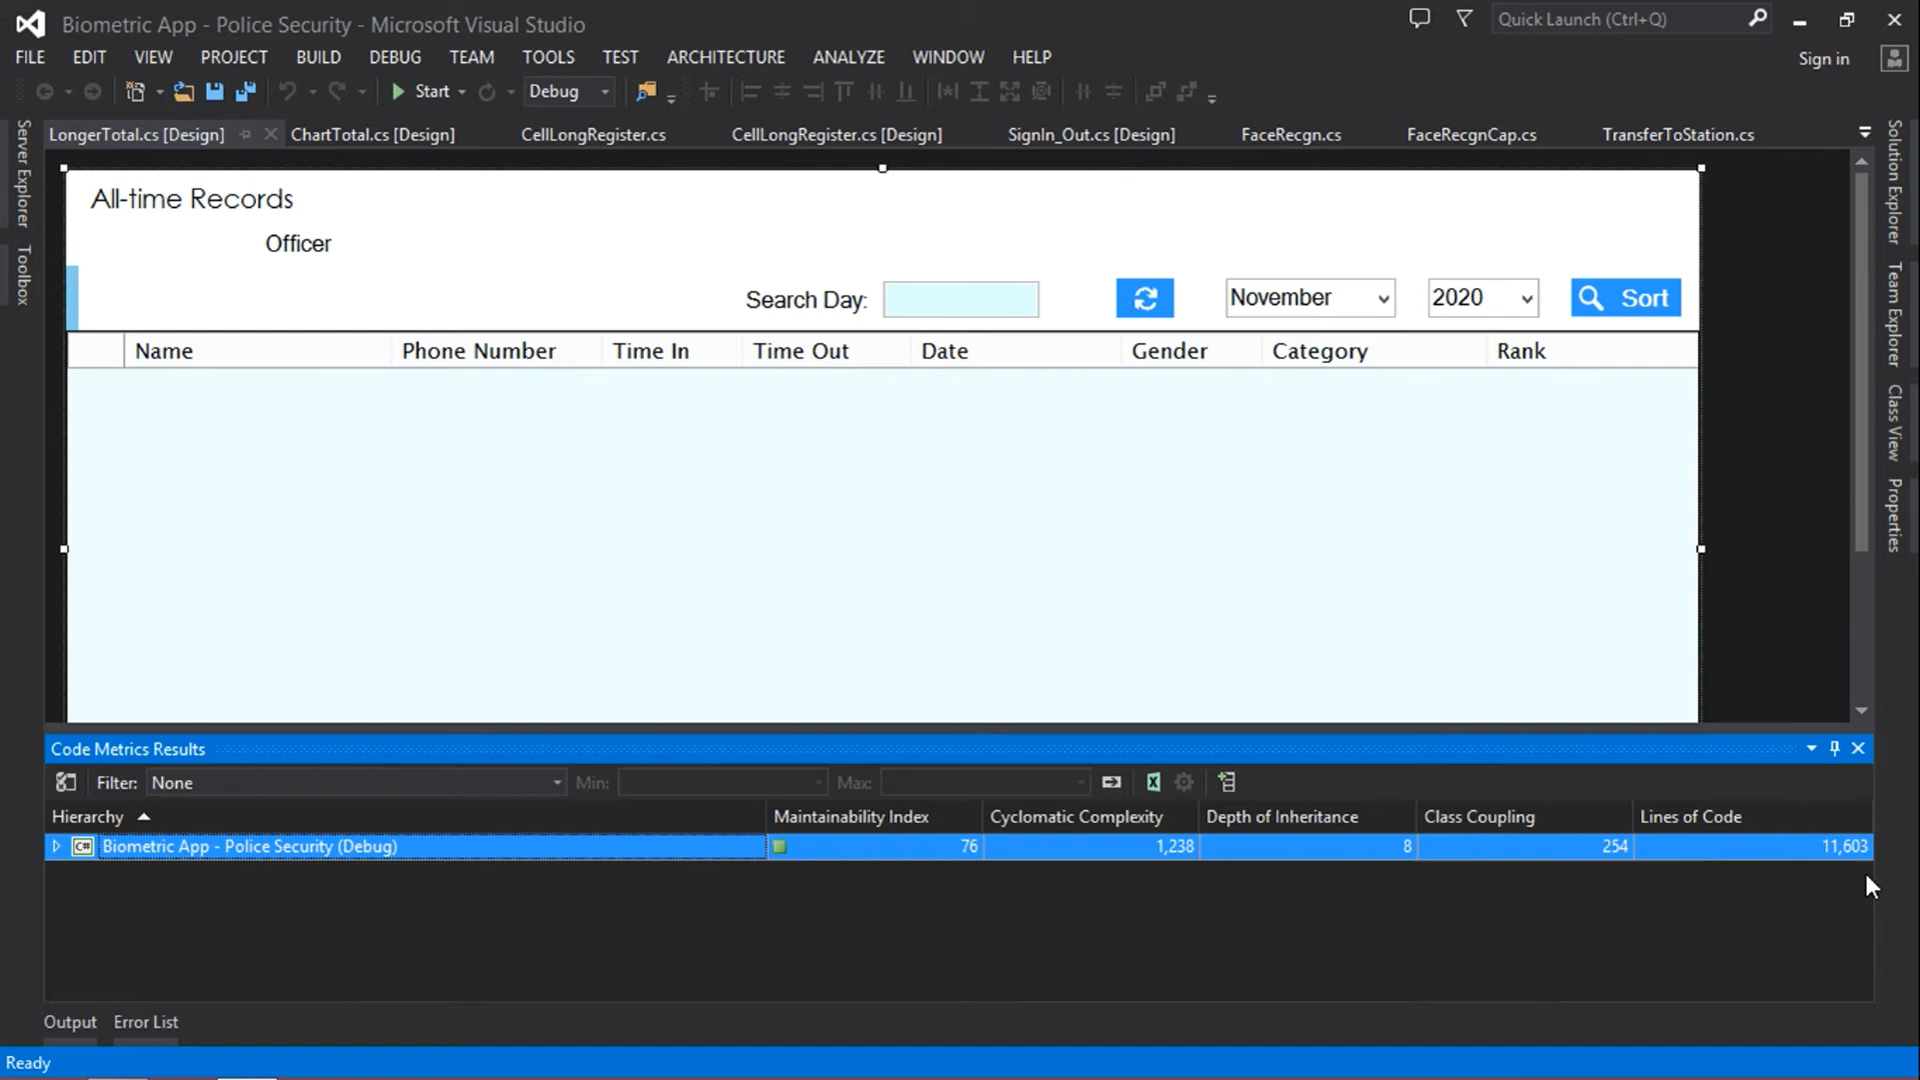 Biometric App - Police Security - Microsoft Visual Studio
Quick Launch (Ctrl+Q)
FILE EDIT VIEW PROJECT BUILD DEBUG TEAM TOOLS TEST ARCHITECTURE ANALYZE WINDOW HELP
Sign in
Start Debug
LongerTotal.cs [Design] ChartTotal.cs [Design] CellLongRegister.cs CellLongRegister.cs [Design] SignIn_Out.cs [Design] FaceRecgn.cs FaceRecgnCap.cs TransferToStation.cs
Server Explorer
Toolbox
All-time Records
Officer
Search Day: November 2020 Sort
Name Phone Number Time In Time Out Date Gender Category Rank
Solution Explorer
Team Explorer
Class View
Properties
Code Metrics Results
Filter: None Min: Max:
Hierarchy Maintainability Index Cyclomatic Complexity Depth of Inheritance Class Coupling Lines of Code
C# Biometric App - Police Security (Debug) 76 1,238 8 254 11,603
Output Error List
Ready